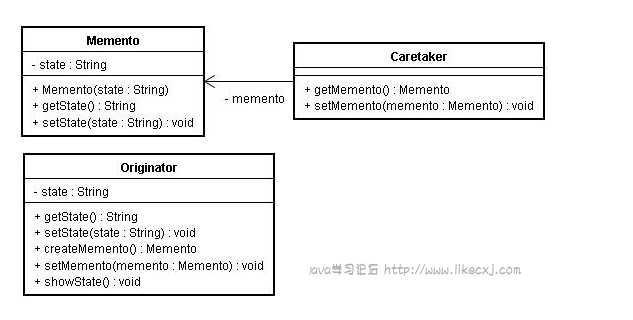 Memento
- state : String
+ Memento(state : String)
+ getState() : String
+ setState(state : String) : void
Caretaker
+ getMemento() : Memento
+ setMemento(memento : Memento) : void
- memento
Originator
- state : String
+ getState() : String
+ setState(state : String) : void
+ createMemento() : Memento
+ setMemento(memento : Memento) : void
+ showState() : void
java学习论坛 http://www.likecxj.com